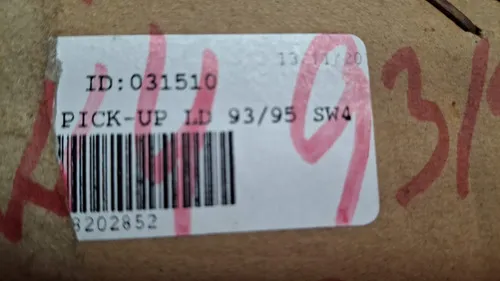 13/11/20
ID:031510
PICK-UP LD 93/95 SW4
8202852